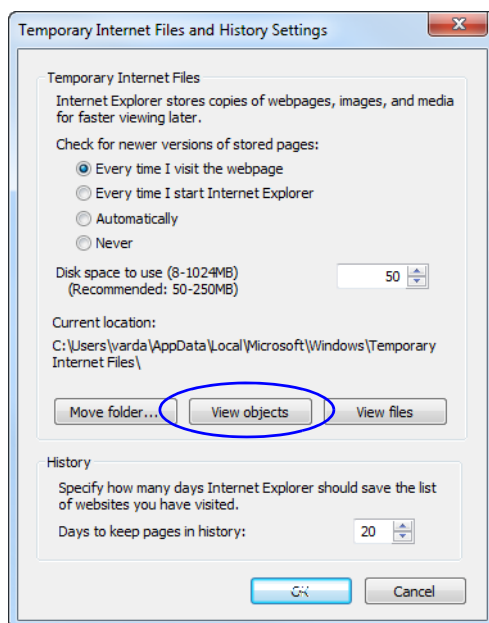 Temporary Internet Files and History Settings
Temporary Internet Files
Internet Explorer stores copies of webpages, images, and media
for faster viewing later.
Check for newer versions of stored pages:
Every time I visit the webpage
Every time I start Internet Explorer
Automatically
Never
Disk space to use (8-1024MB) 50
(Recommended: 50-250MB)
Current location:
C:\Users\varda\AppData\Local\Microsoft\Windows\Temporary
Internet Files\
Move folder... View objects View files
History
Specify how many days Internet Explorer should save the list
of websites you have visited.
Days to keep pages in history: 20
OK Cancel